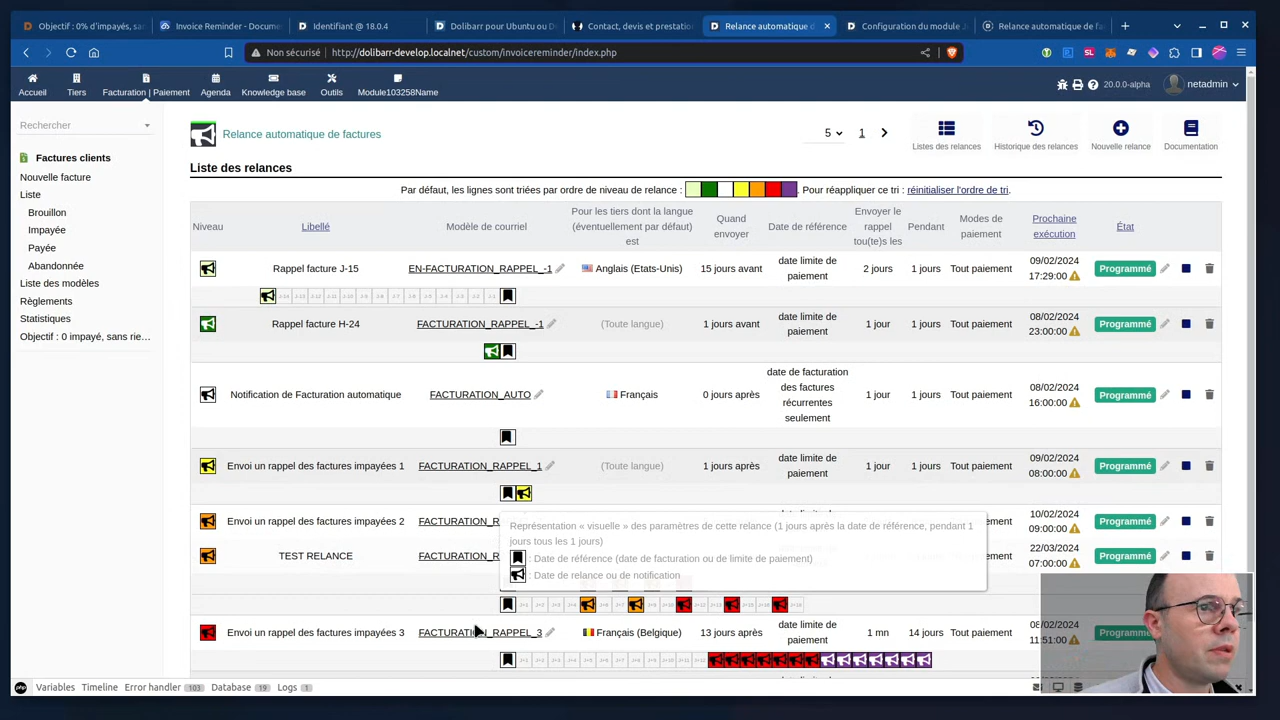 Objectif : 0% d'impayés, san
Invoice Reminder - Docume
Identifiant @ 18.0.4
Dolibarr pour Ubuntu ou D
Contact, devis et prestatio
Relance automatique d
Configuration du module
Relance automatique de fa
Non sécurisé
http://dolibarr-develop.localnet/custom/invoicereminder/index.php
Accueil
Tiers
Facturation | Paiement
Agenda
Knowledge base
Outils
Module103258Name
20.0.0-alpha
netadmin
Rechercher
Factures clients
Nouvelle facture
Liste
Brouillon
Impayée
Payée
Abandonnée
Liste des modèles
Règlements
Statistiques
Objectif : 0 impayé, sans rie…
Relance automatique de factures
5
1
Listes des relances
Historique des relances
Nouvelle relance
Documentation
Liste des relances
Par défaut, les lignes sont triées par ordre de niveau de relance :
. Pour réappliquer ce tri : réinitialiser l'ordre de tri.
Niveau
Libellé
Modèle de courriel
Pour les tiers dont la langue
(éventuellement par défaut)
est
Quand
envoyer
Date de référence
Envoyer le
rappel
tou(te)s les
Pendant
Modes de
paiement
Prochaine
exécution
État
Rappel facture J-15
EN-FACTURATION_RAPPEL_-1
Anglais (Etats-Unis)
15 jours avant
date limite de
paiement
2 jours
1 jours
Tout paiement
09/02/2024
17:29:00
Programmé
Rappel facture H-24
FACTURATION_RAPPEL_-1
(Toute langue)
1 jours avant
date limite de
paiement
1 jour
1 jours
Tout paiement
08/02/2024
23:00:00
Programmé
Notification de Facturation automatique
FACTURATION_AUTO
Français
0 jours après
date de facturation
des factures
récurrentes
seulement
1 jour
1 jours
Tout paiement
08/02/2024
16:00:00
Programmé
Envoi un rappel des factures impayées 1
FACTURATION_RAPPEL_1
(Toute langue)
1 jours après
date limite de
paiement
1 jour
1 jours
Tout paiement
09/02/2024
08:00:00
Programmé
Envoi un rappel des factures impayées 2
FACTURATION_R
10/02/2024
09:00:00
Programmé
Représentation « visuelle » des paramètres de cette relance (1 jours après la date de référence, pendant 1
jours tous les 1 jours)
: Date de référence (date de facturation ou de limite de paiement)
: Date de relance ou de notification
TEST RELANCE
FACTURATION_R
22/03/2024
07:00:00
Programmé
Envoi un rappel des factures impayées 3
FACTURATION_RAPPEL_3
Français (Belgique)
13 jours après
date limite de
paiement
1 mn
14 jours
Tout paiement
11:51:00
Programmé
Variables
Timeline
Error handler 103
Database 19
Logs 1